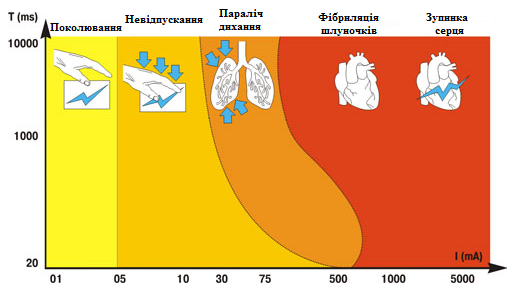 T (ms)
Поколювання
Невідпускання
Параліч
дихання
Фібриляція
шлуночків
Зупинка
серця
10000
1000
20
I (mA)
01 05 10 30 75 500 1000 5000